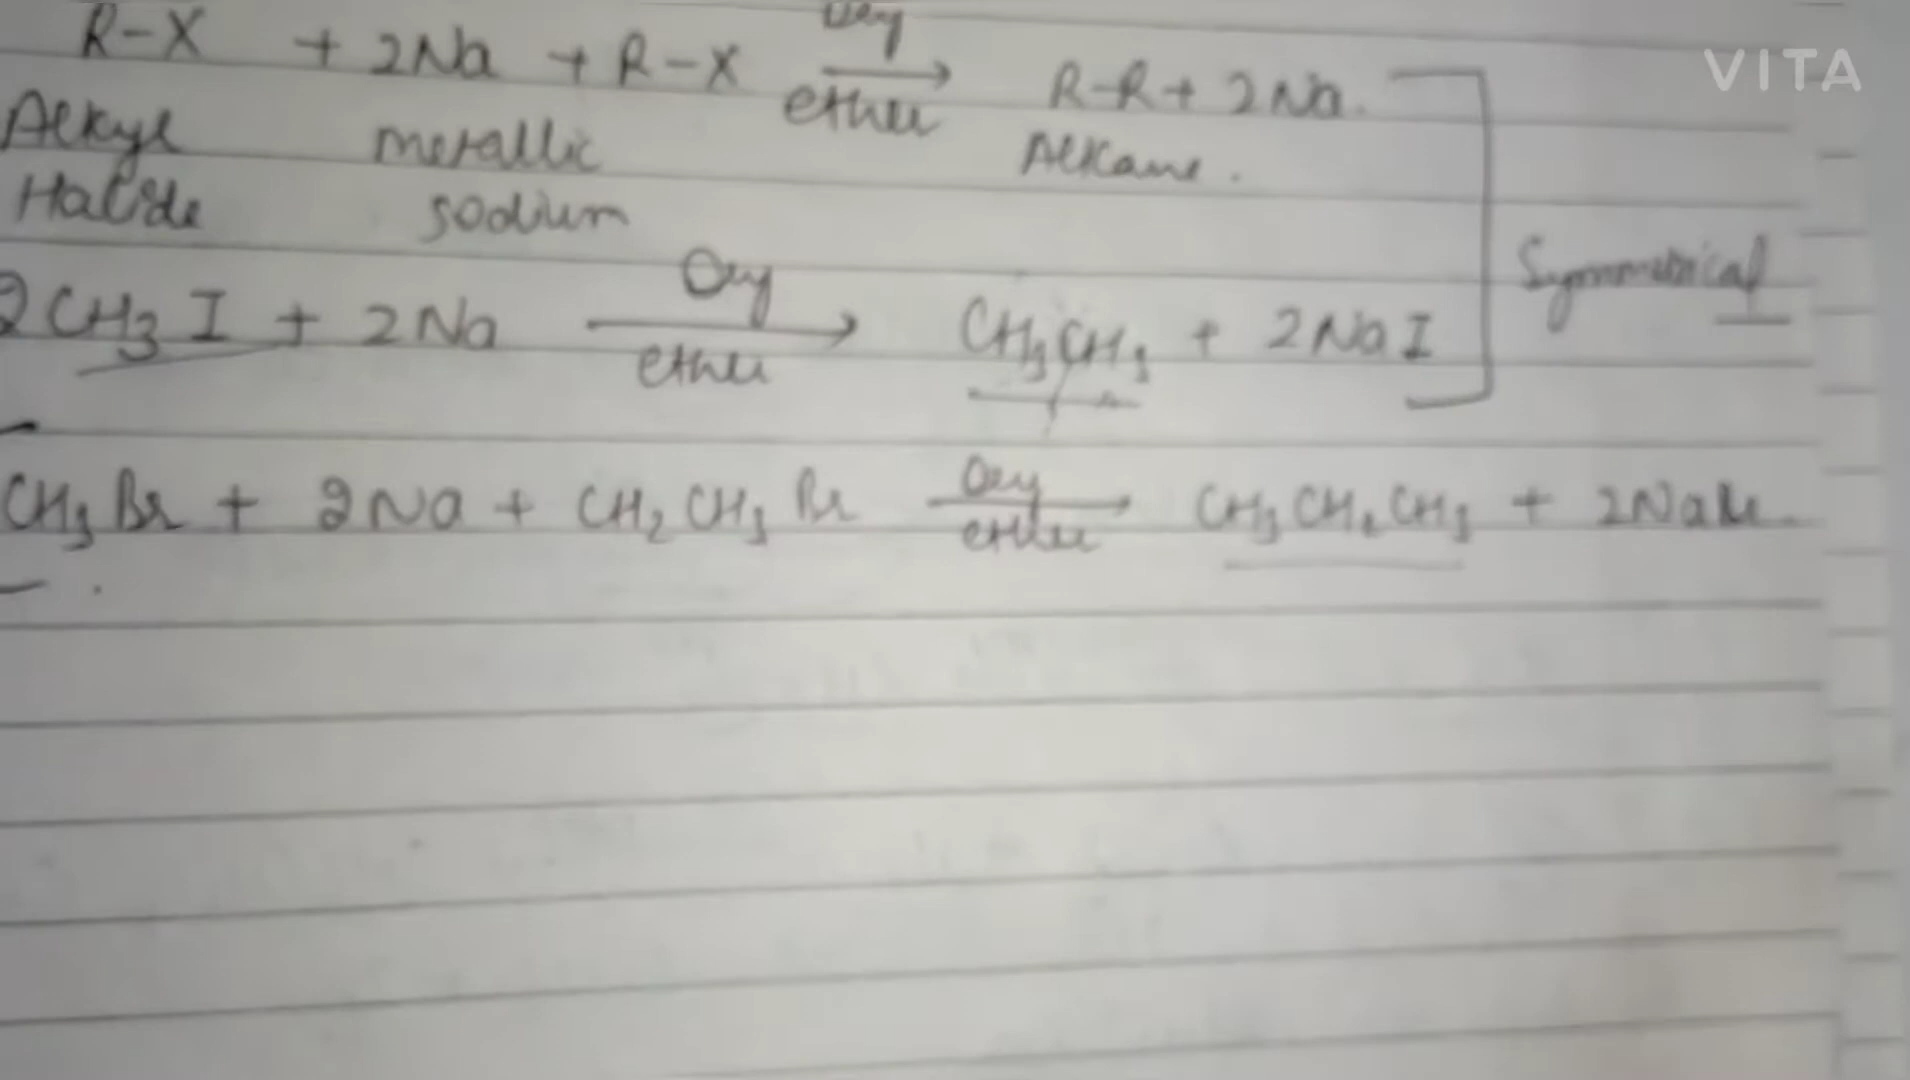 R-X + 2Na + R-X Dry → ether R-R + 2Na.
VITA
Alkyl metallic Alkane.
Halide sodium
Symmetrical
2CH3I + 2Na Dry → ether CH3CH3 + 2NaI
CH3Br + 2Na + CH2CH3Br Dry → ether CH3CH2CH3 + 2NaBr